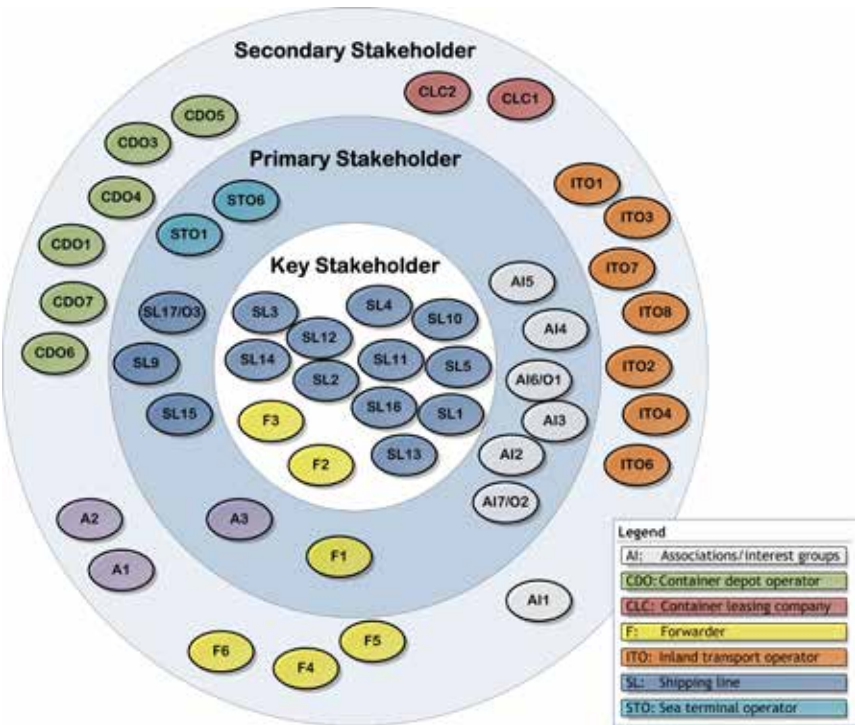 Secondary Stakeholder
CLC2
CLC1
CDO5
CDO3
Primary Stakeholder
CDO4
STO6
ITO1
ITO3
STO1
CDO1
Key Stakeholder
ITO7
AI5
CDO7
SL17/O3
SL3
SL4
SL10
ITO8
AI4
SL12
CDO6
SL9
SL14
SL11
SL5
ITO2
SL2
AI6/O1
SL15
F3
SL16
SL1
AI3
ITO4
SL13
AI2
F2
ITO6
AI7/O2
A2
A3
A1
F1
AI1
F5
F6
F4
Legend
AI: Associations/interest groups
CDO: Container depot operator
CLC: Container leasing company
F: Forwarder
ITO: Inland transport operator
SL: Shipping line
STO: Sea terminal operator